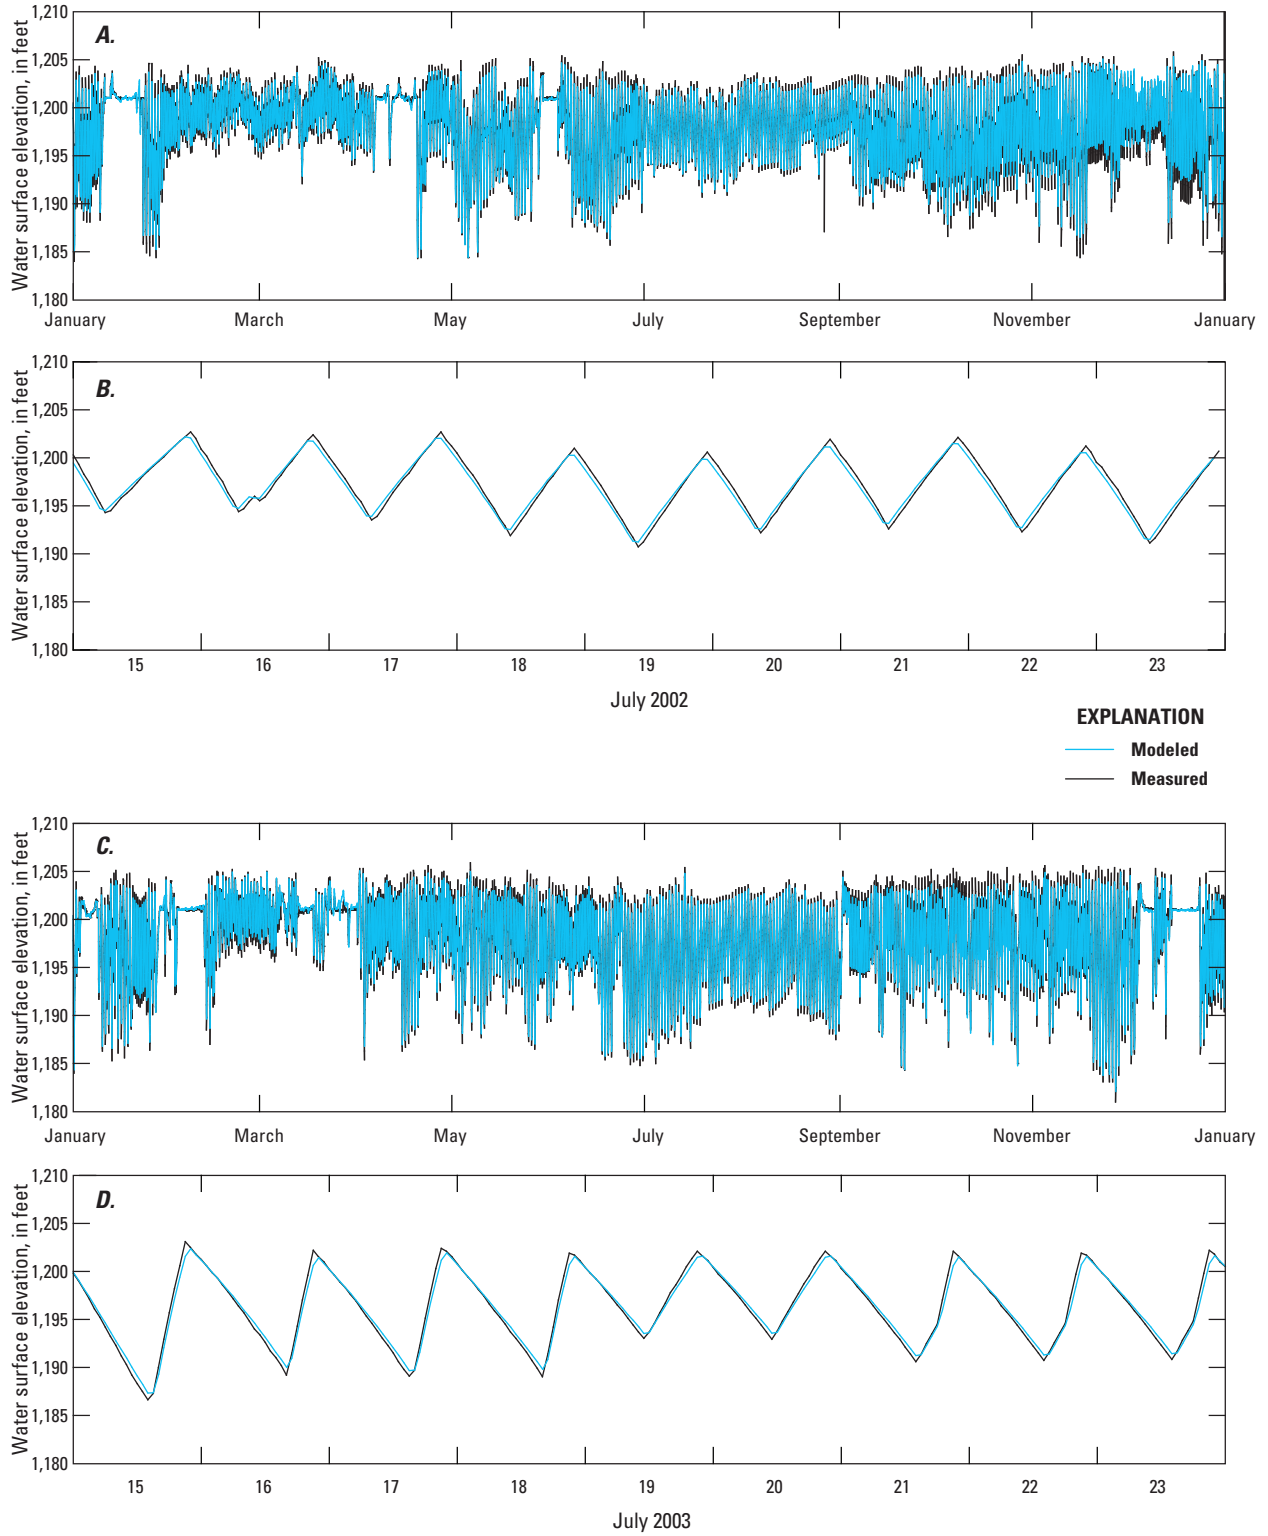 A.
Water surface elevation, in feet
1,210
1,205
1,200
1,195
1,190
1,185
1,180
January March May July September November January
B.
Water surface elevation, in feet
1,210
1,205
1,200
1,195
1,190
1,185
1,180
15 16 17 18 19 20 21 22 23
July 2002
EXPLANATION
Modeled
Measured
C.
Water surface elevation, in feet
1,210
1,205
1,200
1,195
1,190
1,185
1,180
January March May July September November January
D.
Water surface elevation, in feet
1,210
1,205
1,200
1,195
1,190
1,185
1,180
15 16 17 18 19 20 21 22 23
July 2003